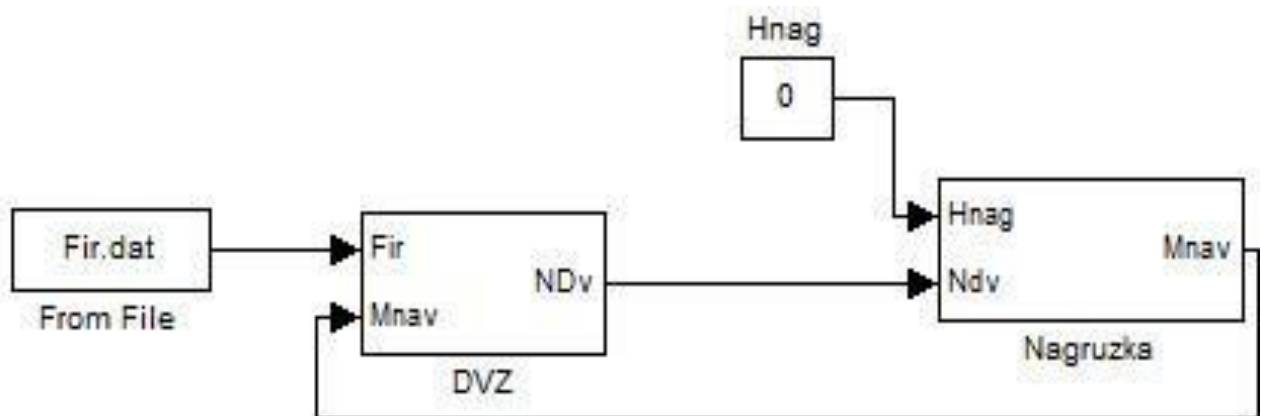 Hnag
0
Fir.dat
From File
Fir
Mnav
NDv
DVZ
Hnag
Ndv
Mnav
Nagruzka